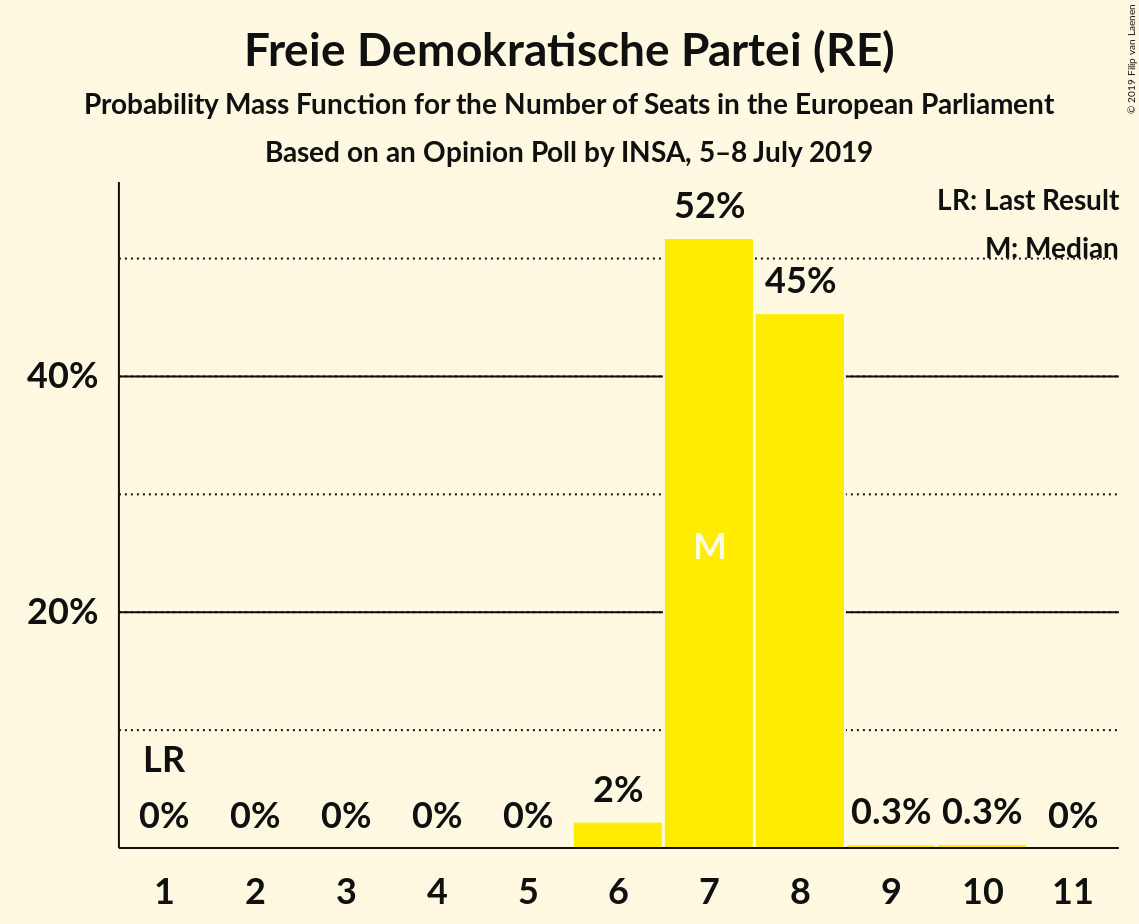 Freie Demokratische Partei (RE)
Probability Mass Function for the Number of Seats in the European Parliament
Based on an Opinion Poll by INSA, 5–8 July 2019
© 2019 Filip van Laenen
LR: Last Result
M: Median
52%
45%
40%
M
20%
LR
0% 0% 0% 0% 0% 2% 0.3% 0.3% 0%
1 2 3 4 5 6 7 8 9 10 11